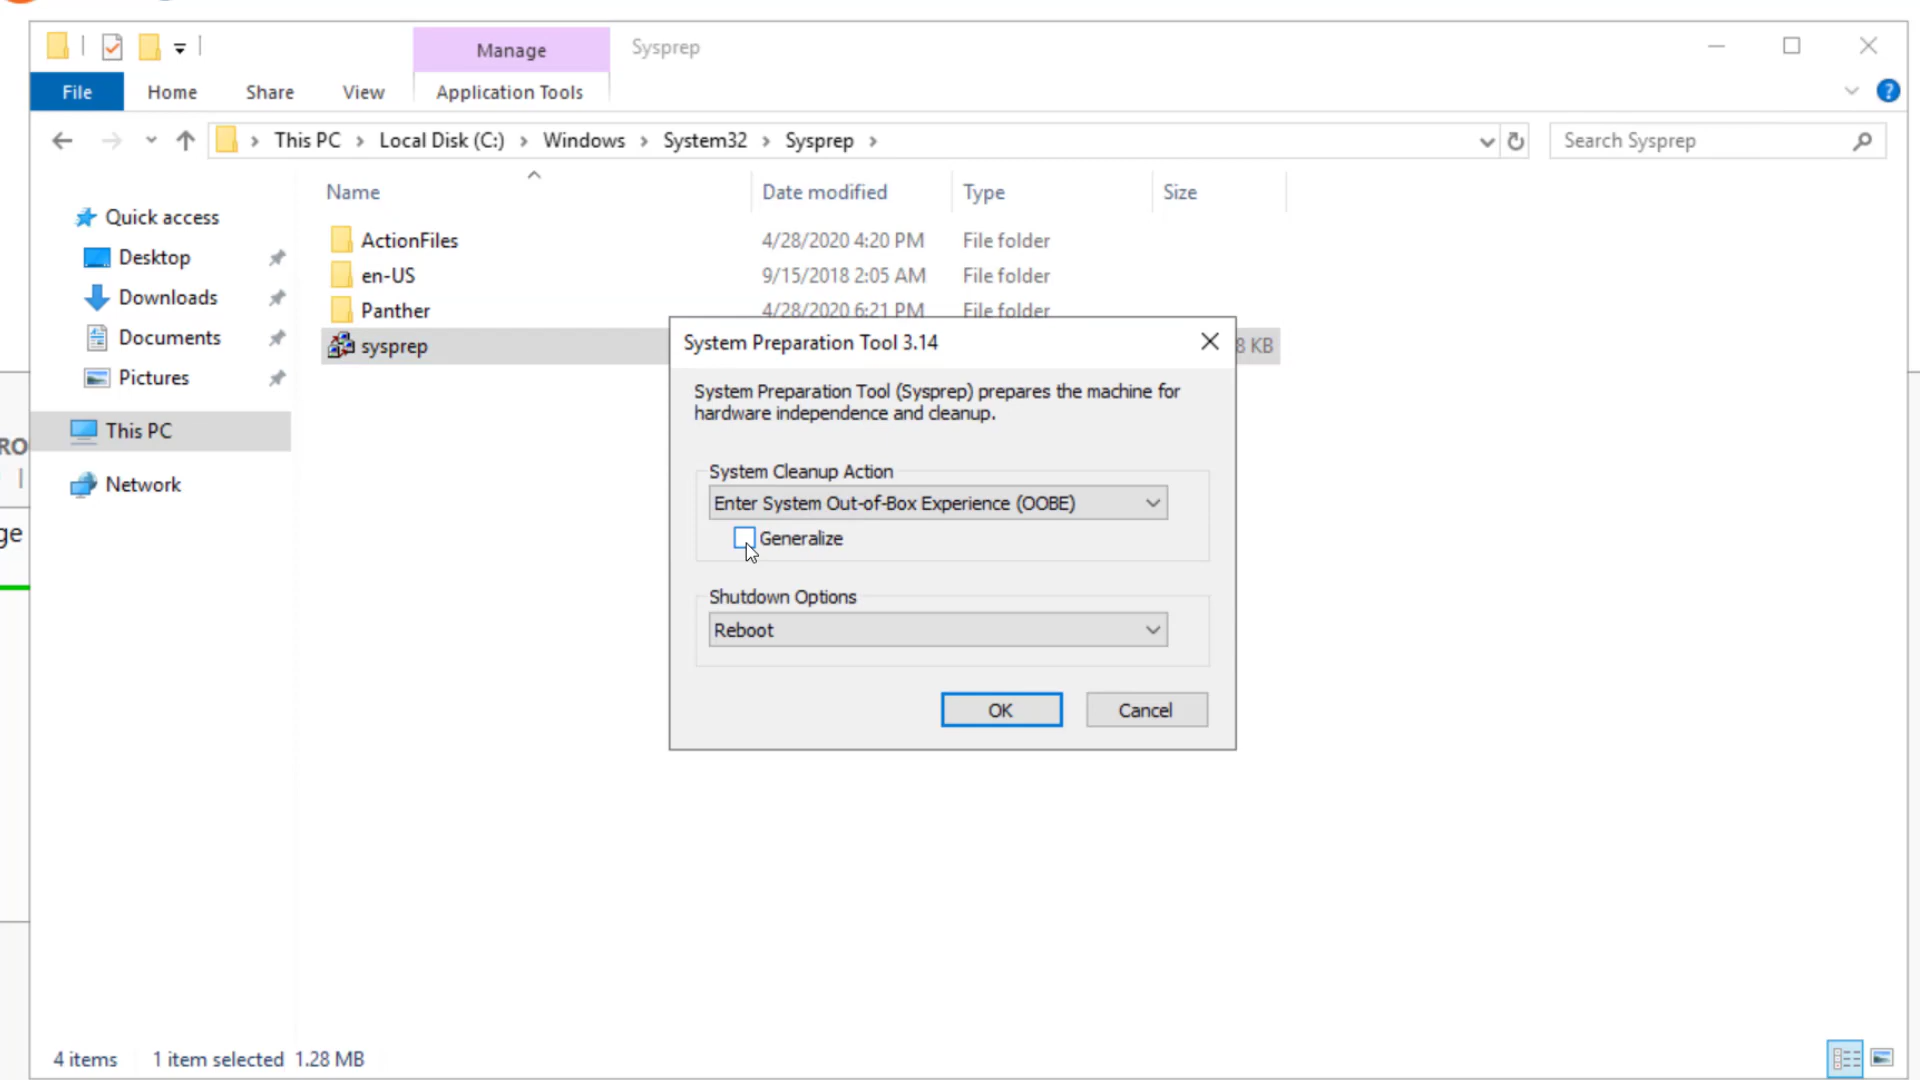 Manage
Sysprep
File
Home
Share
View
Application Tools
This PC
Local Disk (C:)
Windows
System32
Sysprep
Search Sysprep
Name
Date modified
Type
Size
Quick access
Desktop
Downloads
Documents
Pictures
This PC
Network
ActionFiles
4/28/2020 4:20 PM
File folder
en-US
9/15/2018 2:05 AM
File folder
Panther
4/28/2020 6:21 PM
File folder
sysprep
8 KB
System Preparation Tool 3.14
System Preparation Tool (Sysprep) prepares the machine for
hardware independence and cleanup.
System Cleanup Action
Enter System Out-of-Box Experience (OOBE)
Generalize
Shutdown Options
Reboot
OK
Cancel
RO
ge
4 items
1 item selected 1.28 MB